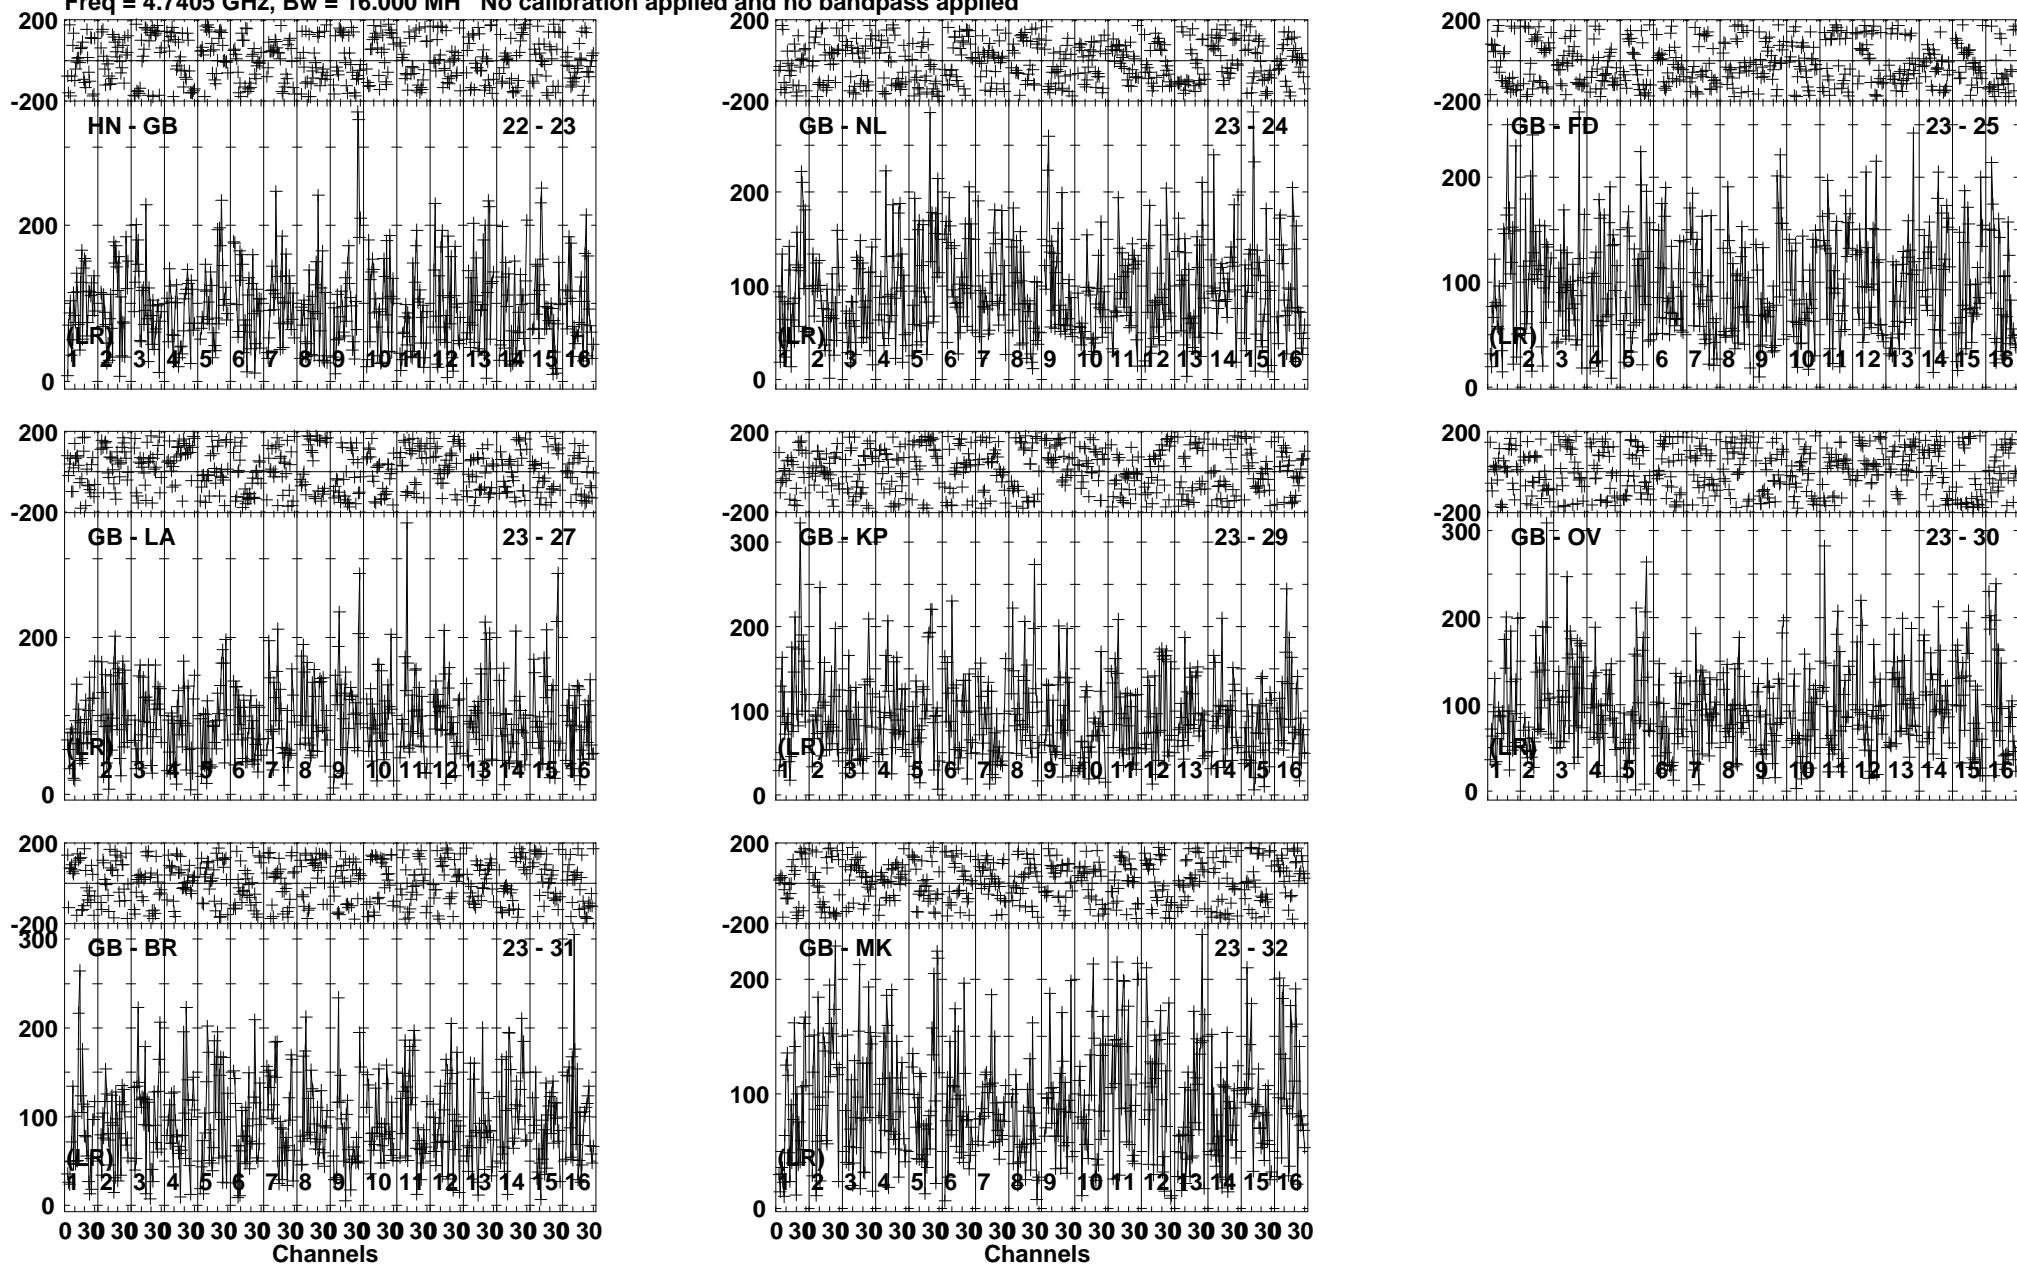 Freq = 4.7405 GHz, Bw = 16.000 MH No calibration applied and no bandpass applied
200 200 200
-200 -200 -200
HN - GB 22 - 23 GB - NL 23 - 24 GB - FD 23 - 25
200 200 200
100 100
(LR) (LR) (LR)
1 2 3 4 5 6 7 8 9 10 11 12 13 14 15 16 1 2 3 4 5 6 7 8 9 10 11 12 13 14 15 16 1 2 3 4 5 6 7 8 9 10 11 12 13 14 15 16
0 0 0
200 200 200
-200 -200 -200
GB - LA 23 - 27 GB - KP 23 - 29 GB - OV 23 - 30
300 300
200 200 200
100 100
(LR) (LR) (LR)
1 2 3 4 5 6 7 8 9 10 11 12 13 14 15 16 1 2 3 4 5 6 7 8 9 10 11 12 13 14 15 16 1 2 3 4 5 6 7 8 9 10 11 12 13 14 15 16
0 0 0
200 200
-200 -200
300
GB - BR 23 - 31 GB - MK 23 - 32
200 200
100 100
(LR) (LR)
1 2 3 4 5 6 7 8 9 10 11 12 13 14 15 16 1 2 3 4 5 6 7 8 9 10 11 12 13 14 15 16
0 0
0 30 30 30 30 30 30 30 30 30 30 30 30 30 30 30 30 0 30 30 30 30 30 30 30 30 30 30 30 30 30 30 30 30
Channels Channels